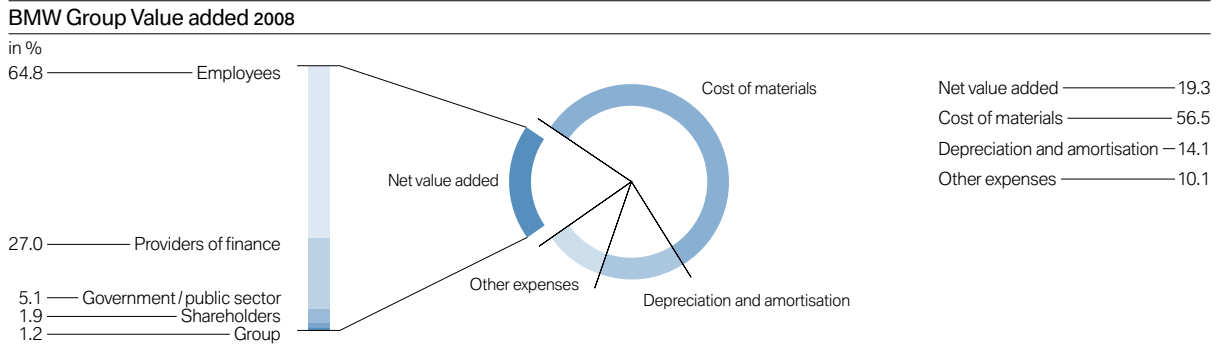 BMW Group Value added 2008
in %
64.8 Employees
27.0 Providers of finance
5.1 Government / public sector
1.9 Shareholders
1.2 Group
Net value added
Cost of materials
Other expenses
Depreciation and amortisation
Net value added 19.3
Cost of materials 56.5
Depreciation and amortisation 14.1
Other expenses 10.1